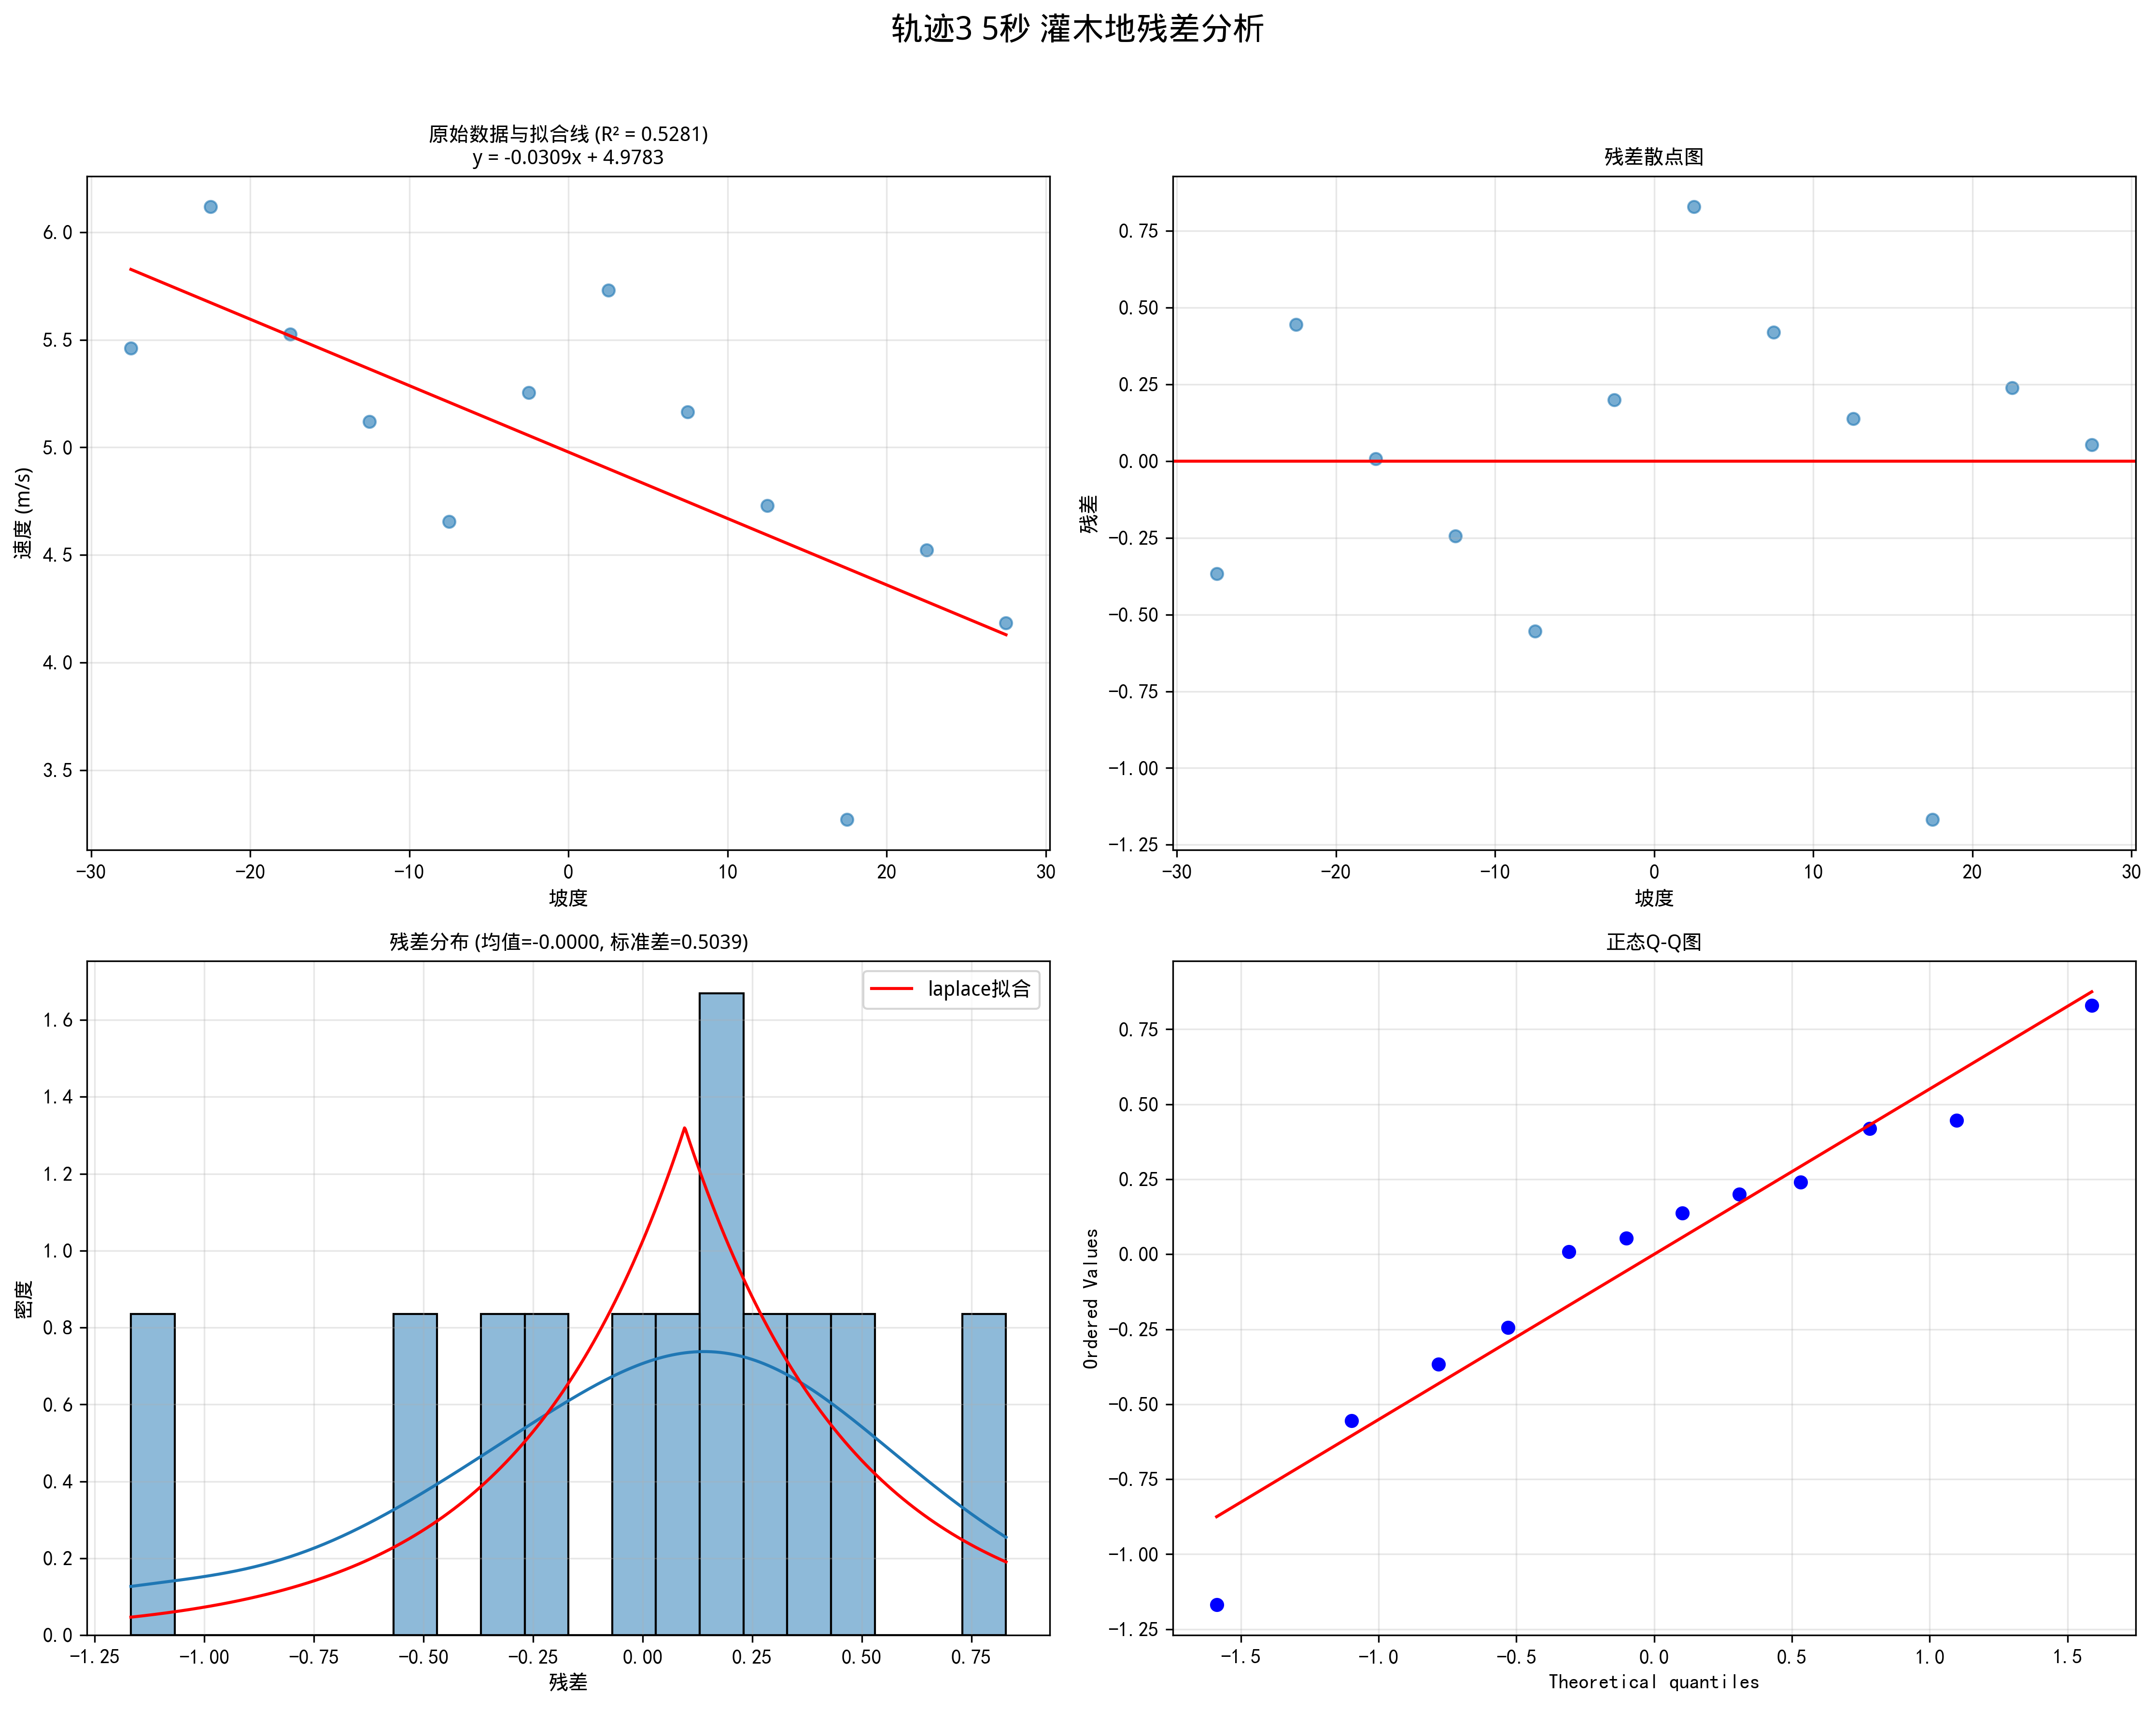 轨迹3 5秒 灌木地残差分析
原始数据与拟合线 (R² = 0.5281)
y = -0.0309x + 4.9783
6.0
5.5
5.0
4.5
4.0
3.5
速度 (m/s)
−30 −20 −10 0 10 20 30
坡度
残差散点图
0.75
0.50
0.25
0.00
−0.25
−0.50
−0.75
−1.00
−1.25
残差
−30 −20 −10 0 10 20 30
坡度
残差分布 (均值=-0.0000, 标准差=0.5039)
laplace拟合
1.6
1.4
1.2
1.0
0.8
0.6
0.4
0.2
0.0
密度
−1.25 −1.00 −0.75 −0.50 −0.25 0.00 0.25 0.50 0.75
残差
正态Q-Q图
0.75
0.50
0.25
0.00
−0.25
−0.50
−0.75
−1.00
−1.25
Ordered Values
−1.5 −1.0 −0.5 0.0 0.5 1.0 1.5
Theoretical quantiles